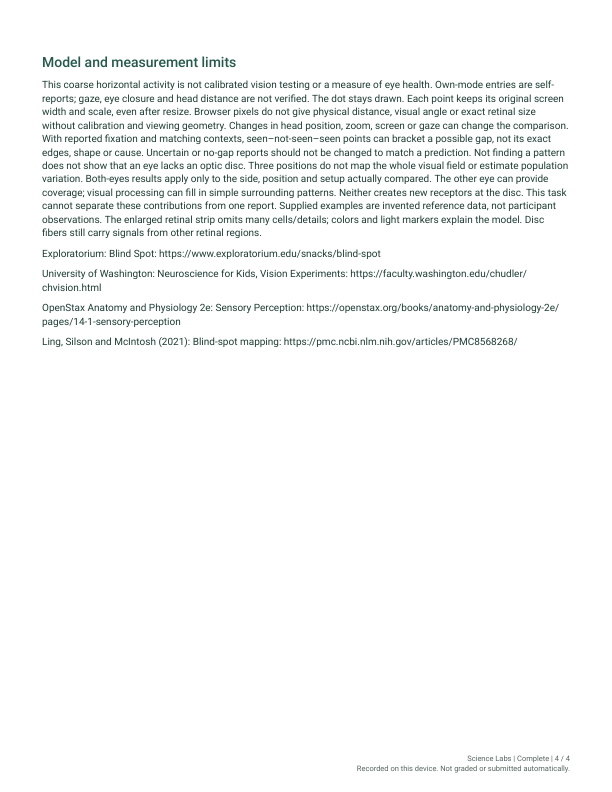 Model and measurement limits
This coarse horizontal activity is not calibrated vision testing or a measure of eye health. Own-mode entries are self-
reports; gaze, eye closure and head distance are not verified. The dot stays drawn. Each point keeps its original screen
width and scale, even after resize. Browser pixels do not give physical distance, visual angle or exact retinal size
without calibration and viewing geometry. Changes in head position, zoom, screen or gaze can change the comparison.
With reported fixation and matching contexts, seen–not-seen–seen points can bracket a possible gap, not its exact
edges, shape or cause. Uncertain or no-gap reports should not be changed to match a prediction. Not finding a pattern
does not show that an eye lacks an optic disc. Three positions do not map the whole visual field or estimate population
variation. Both-eyes results apply only to the side, position and setup actually compared. The other eye can provide
coverage; visual processing can fill in simple surrounding patterns. Neither creates new receptors at the disc. This task
cannot separate these contributions from one report. Supplied examples are invented reference data, not participant
observations. The enlarged retinal strip omits many cells/details; colors and light markers explain the model. Disc
fibers still carry signals from other retinal regions.
Exploratorium: Blind Spot: https://www.exploratorium.edu/snacks/blind-spot
University of Washington: Neuroscience for Kids, Vision Experiments: https://faculty.washington.edu/chudler/
chvision.html
OpenStax Anatomy and Physiology 2e: Sensory Perception: https://openstax.org/books/anatomy-and-physiology-2e/
pages/14-1-sensory-perception
Ling, Silson and McIntosh (2021): Blind-spot mapping: https://pmc.ncbi.nlm.nih.gov/articles/PMC8568268/
Science Labs | Complete | 4 / 4
Recorded on this device. Not graded or submitted automatically.